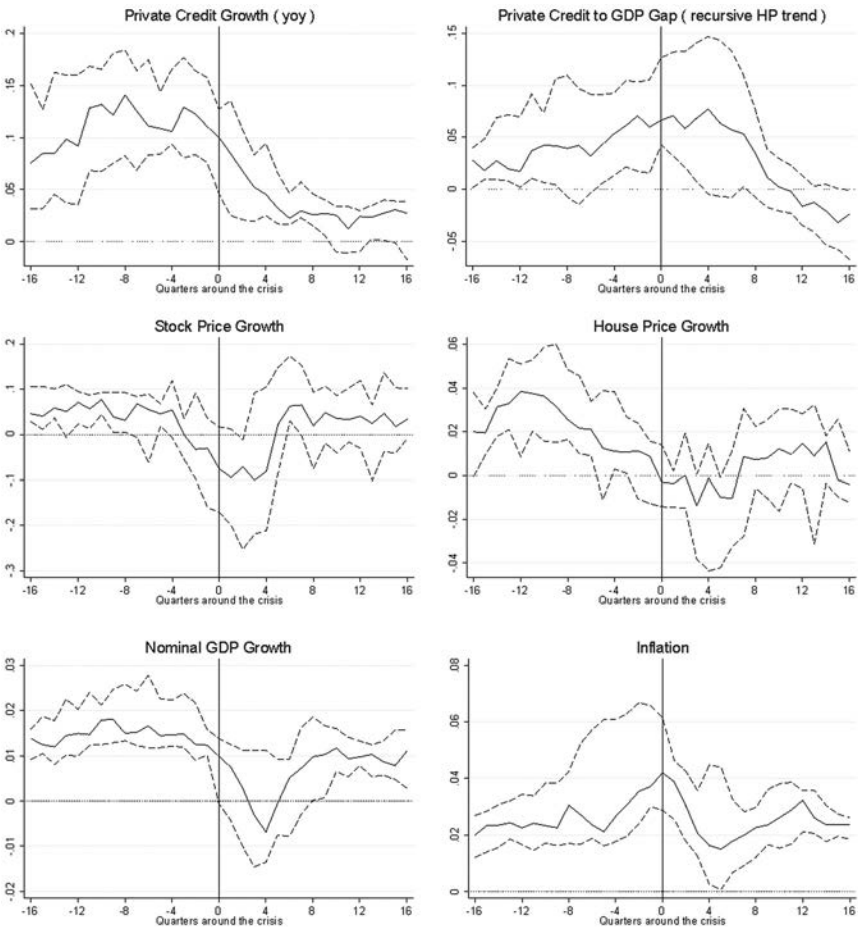 Private Credit Growth ( yoy )
.2
.15
.1
.05
0
-16 -12 -8 -4 0 4 8 12 16
Quarters around the crisis
Private Credit to GDP Gap ( recursive HP trend )
.15
.1
.05
0
-.05
-16 -12 -8 -4 0 4 8 12 16
Quarters around the crisis
Stock Price Growth
.2
.1
0
-.1
-.2
-.3
-16 -12 -8 -4 0 4 8 12 16
Quarters around the crisis
House Price Growth
.06
.04
.02
0
-.02
-.04
-16 -12 -8 -4 0 4 8 12 16
Quarters around the crisis
Nominal GDP Growth
.03
.02
.01
0
-.01
-.02
-16 -12 -8 -4 0 4 8 12 16
Quarters around the crisis
Inflation
.08
.06
.04
.02
0
-16 -12 -8 -4 0 4 8 12 16
Quarters around the crisis